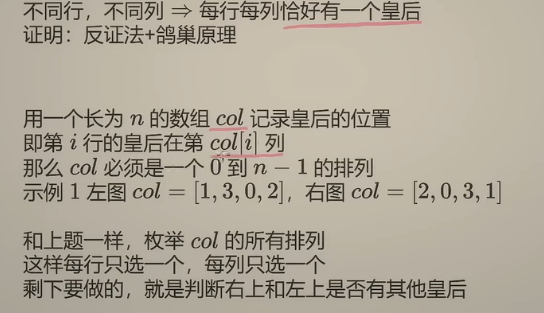 不同行，不同列 ⇒ 每行每列恰好有一个皇后
证明：反证法+鸽巢原理
用一个长为 n 的数组 col 记录皇后的位置
即第 i 行的皇后在第 col[i] 列
那么 col 必须是一个 0 到 n − 1 的排列
示例 1 左图 col = [1, 3, 0, 2]，右图 col = [2, 0, 3, 1]
和上题一样，枚举 col 的所有排列
这样每行只选一个，每列只选一个
剩下要做的，就是判断右上和左上是否有其他皇后